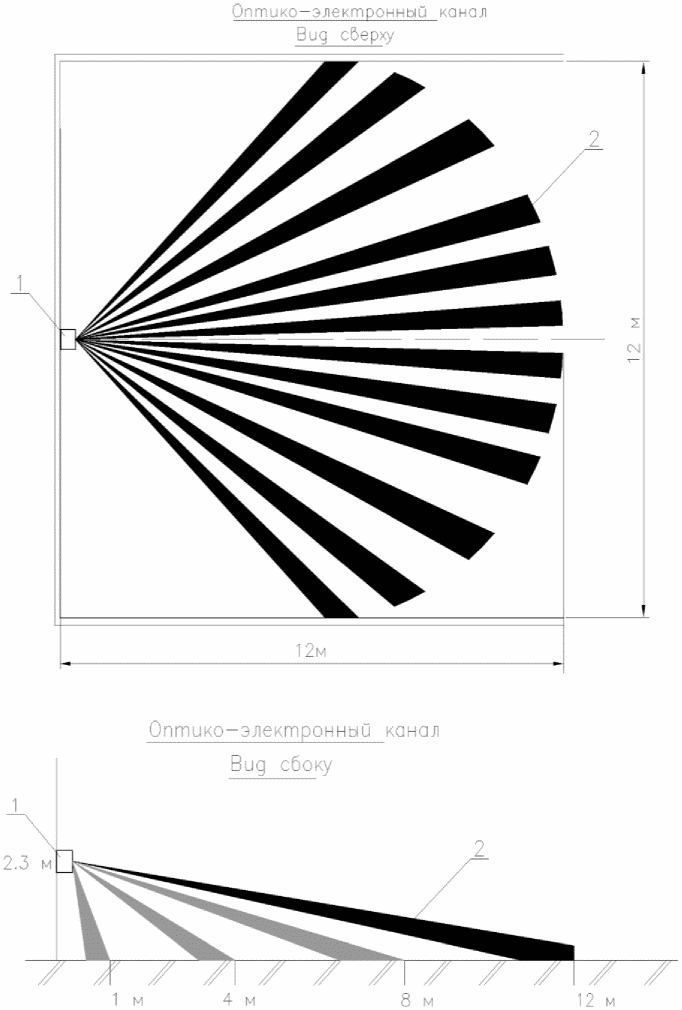 Оптико-электронный канал
Вид сверху
2
1
12 м
12м
Оптико-электронный канал
Вид сбоку
1
2
2.3 м
1 м 4 м 8 м 12 м